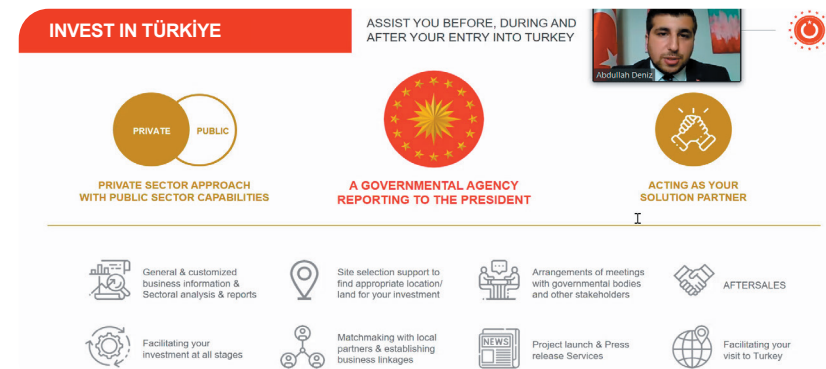 INVEST IN TÜRKİYE
ASSIST YOU BEFORE, DURING AND
AFTER YOUR ENTRY INTO TURKEY
Abdullah Deniz
PRIVATE
PUBLIC
PRIVATE SECTOR APPROACH
WITH PUBLIC SECTOR CAPABILITIES
A GOVERNMENTAL AGENCY
REPORTING TO THE PRESIDENT
ACTING AS YOUR
SOLUTION PARTNER
General & customized
business information &
Sectoral analysis & reports
Site selection support to
find appropriate location/
land for your investment
Arrangements of meetings
with governmental bodies
and other stakeholders
AFTERSALES
Facilitating your
investment at all stages
Matchmaking with local
partners & establishing
business linkages
NEWS
Project launch & Press
release Services
Facilitating your
visit to Turkey